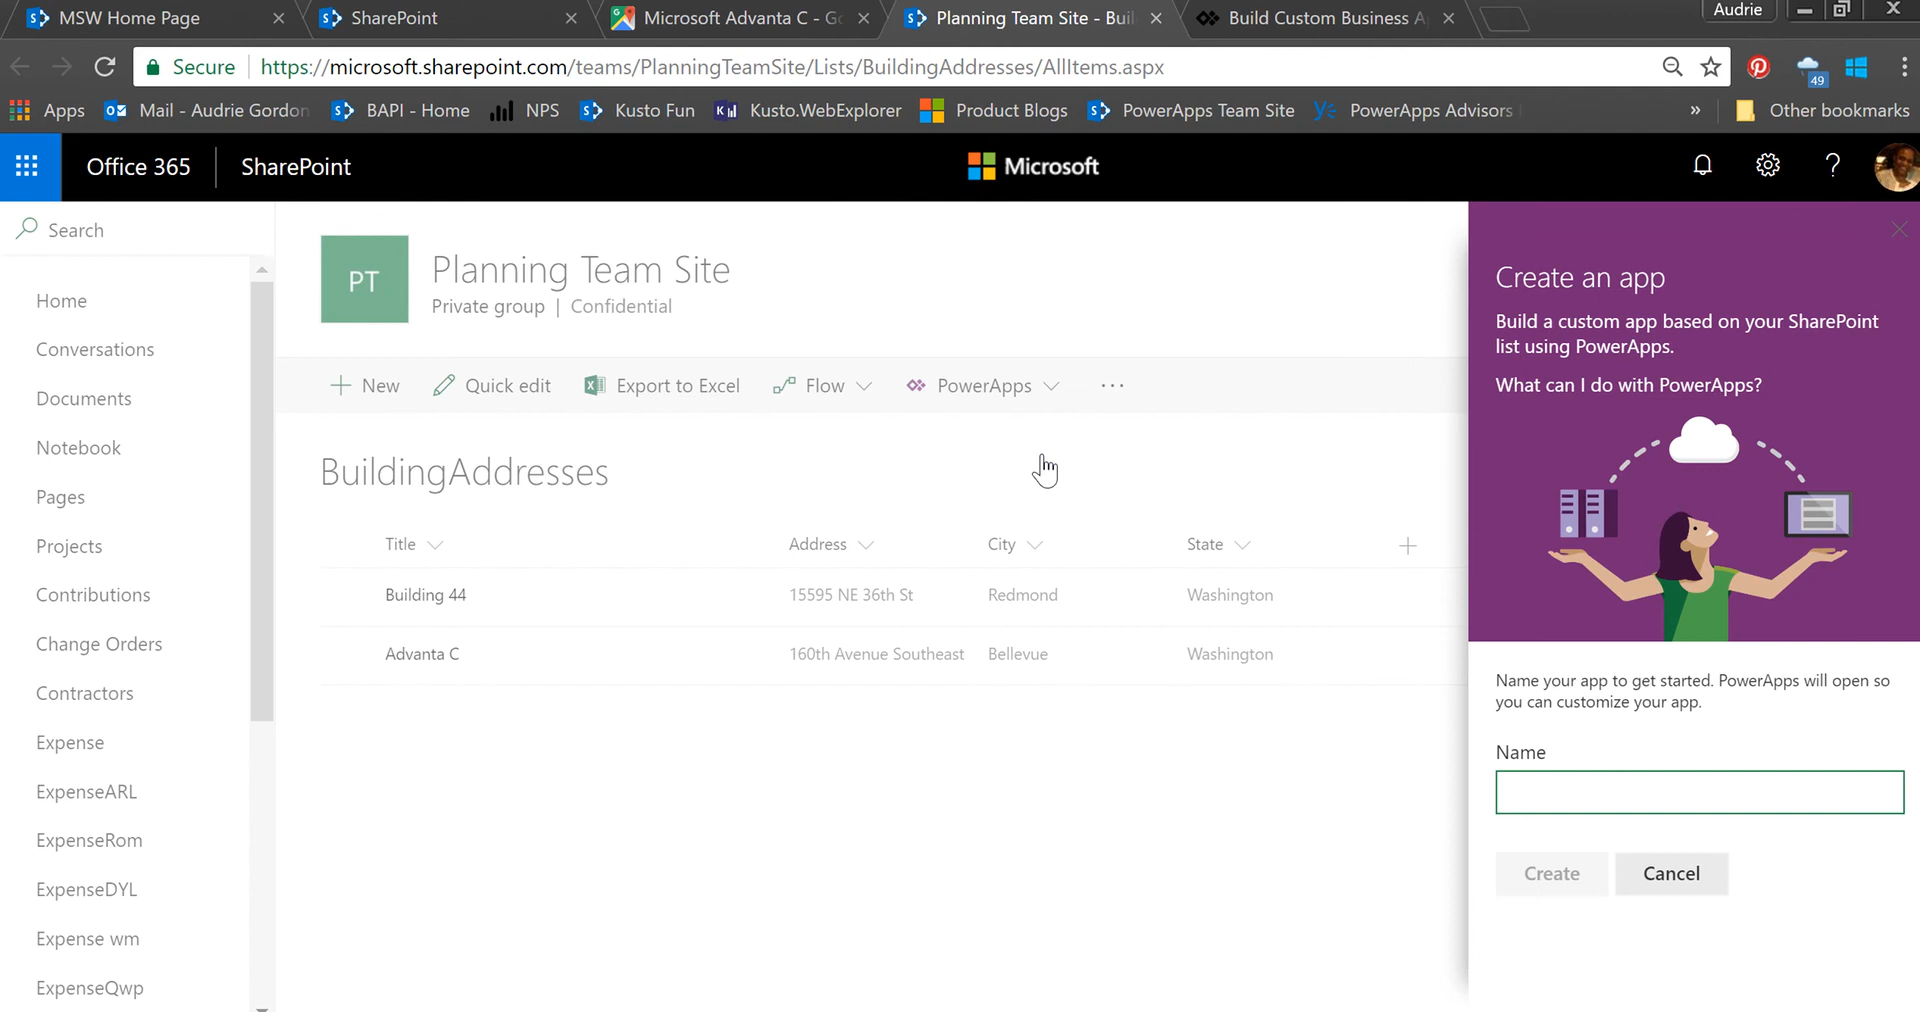 MSW Home Page
SharePoint
Microsoft Advanta C - Go
Planning Team Site - Buil
Build Custom Business A
Audrie
Secure
https://microsoft.sharepoint.com/teams/PlanningTeamSite/Lists/BuildingAddresses/AllItems.aspx
49
Apps
Mail - Audrie Gordon
BAPI - Home
NPS
Kusto Fun
Kusto.WebExplorer
Product Blogs
PowerApps Team Site
PowerApps Advisors
»
Other bookmarks
Office 365
SharePoint
Microsoft
?
Search
Home
Conversations
Documents
Notebook
Pages
Projects
Contributions
Change Orders
Contractors
Expense
ExpenseARL
ExpenseRom
ExpenseDYL
Expense wm
ExpenseQwp
PT
Planning Team Site
Private group | Confidential
New
Quick edit
Export to Excel
Flow
PowerApps
...
BuildingAddresses
Title Address City State
Building 44 15595 NE 36th St Redmond Washington
Advanta C 160th Avenue Southeast Bellevue Washington
Create an app
Build a custom app based on your SharePoint
list using PowerApps.
What can I do with PowerApps?
Name your app to get started. PowerApps will open so
you can customize your app.
Name
Create
Cancel